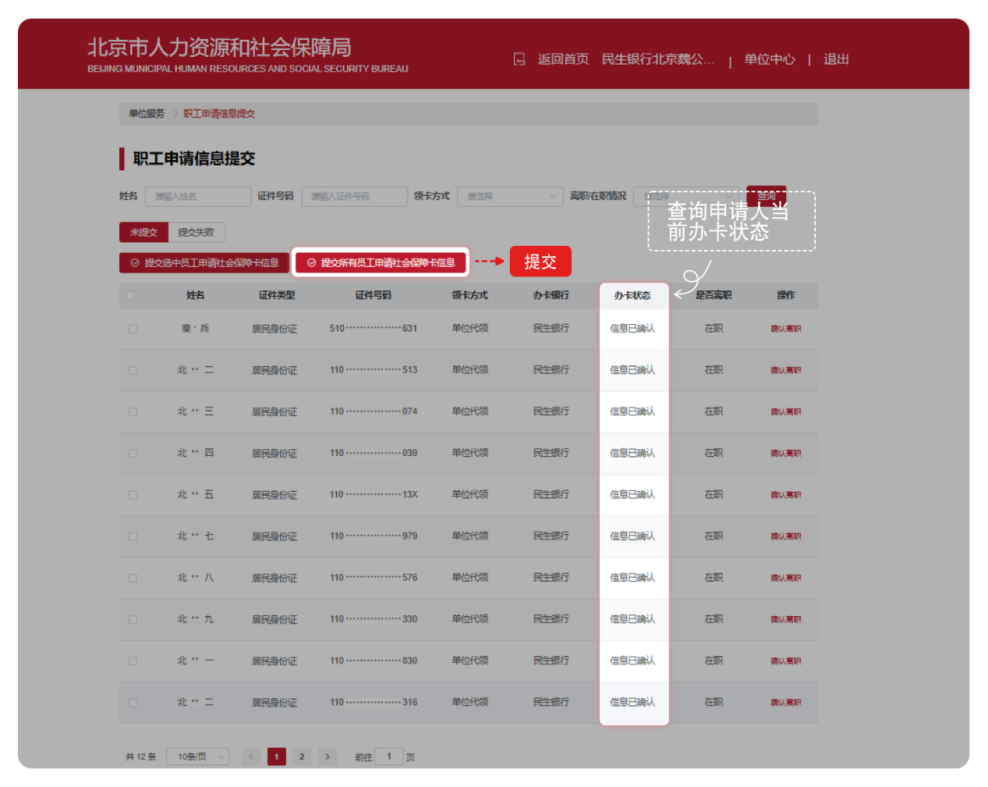 北京市人力资源和社会保障局
BEIJING MUNICIPAL HUMAN RESOURCES AND SOCIAL SECURITY BUREAU
返回首页 民生银行北京魏公... | 单位中心 | 退出
单位服务 > 职工申请信息提交
职工申请信息提交
姓名 请输入姓名 证件号码 请输入证件号码 领卡方式 请选择 离职/在职情况 查询
查询申请人当
前办卡状态
未提交 提交失败
提交选中员工申请社会保障卡信息 提交所有员工申请社会保障卡信息 提交
姓名 证件类型 证件号码 领卡方式 办卡银行 办卡状态 是否离职 操作
秦*兵 居民身份证 510****************631 单位代领 民生银行 信息已确认 在职 确认离职
北 ** 二 居民身份证 110****************513 单位代领 民生银行 信息已确认 在职 确认离职
北 ** 三 居民身份证 110****************074 单位代领 民生银行 信息已确认 在职 确认离职
北 ** 四 居民身份证 110****************039 单位代领 民生银行 信息已确认 在职 确认离职
北 ** 五 居民身份证 110****************13X 单位代领 民生银行 信息已确认 在职 确认离职
北 ** 七 居民身份证 110****************979 单位代领 民生银行 信息已确认 在职 确认离职
北 ** 八 居民身份证 110****************576 单位代领 民生银行 信息已确认 在职 确认离职
北 ** 九 居民身份证 110****************330 单位代领 民生银行 信息已确认 在职 确认离职
北 ** 一 居民身份证 110****************830 单位代领 民生银行 信息已确认 在职 确认离职
北 ** 二 居民身份证 110****************316 单位代领 民生银行 信息已确认 在职 确认离职
共 12 条 10条/页 < 1 2 > 前往 1 页